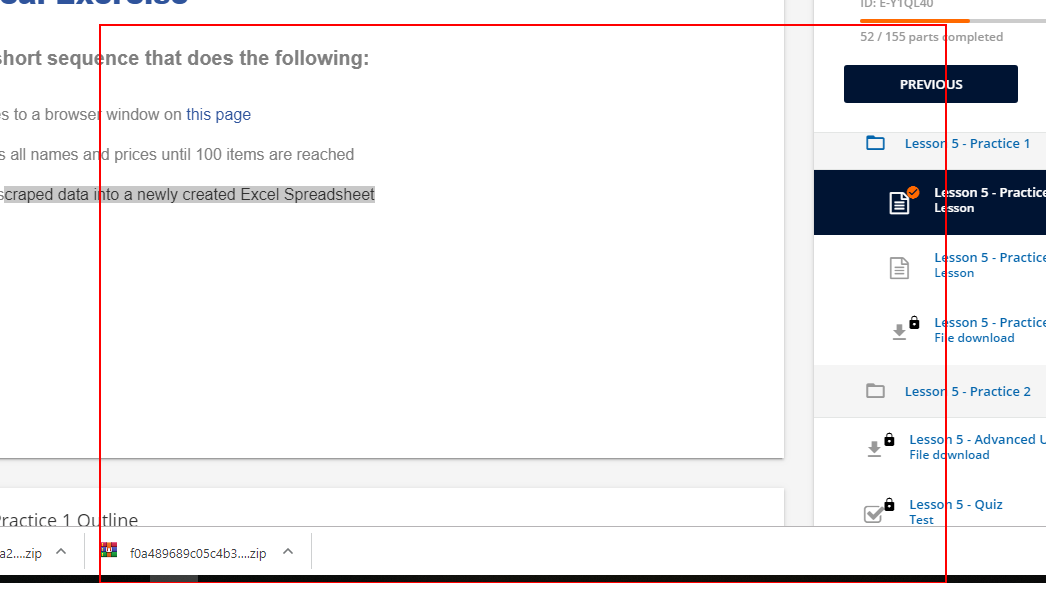 ID: E-Y1QL40
52 / 155 parts completed
PREVIOUS
Exercise
short sequence that does the following:
es to a browser window on this page
s all names and prices until 100 items are reached
scraped data into a newly created Excel Spreadsheet
Practice 1 Outline
Lesson 5 - Practice 1
Lesson 5 - Practice
Lesson
Lesson 5 - Practice
Lesson
Lesson 5 - Practice
File download
Lesson 5 - Practice 2
Lesson 5 - Advanced U
File download
Lesson 5 - Quiz
Test
a2....zip
f0a489689c05c4b3....zip